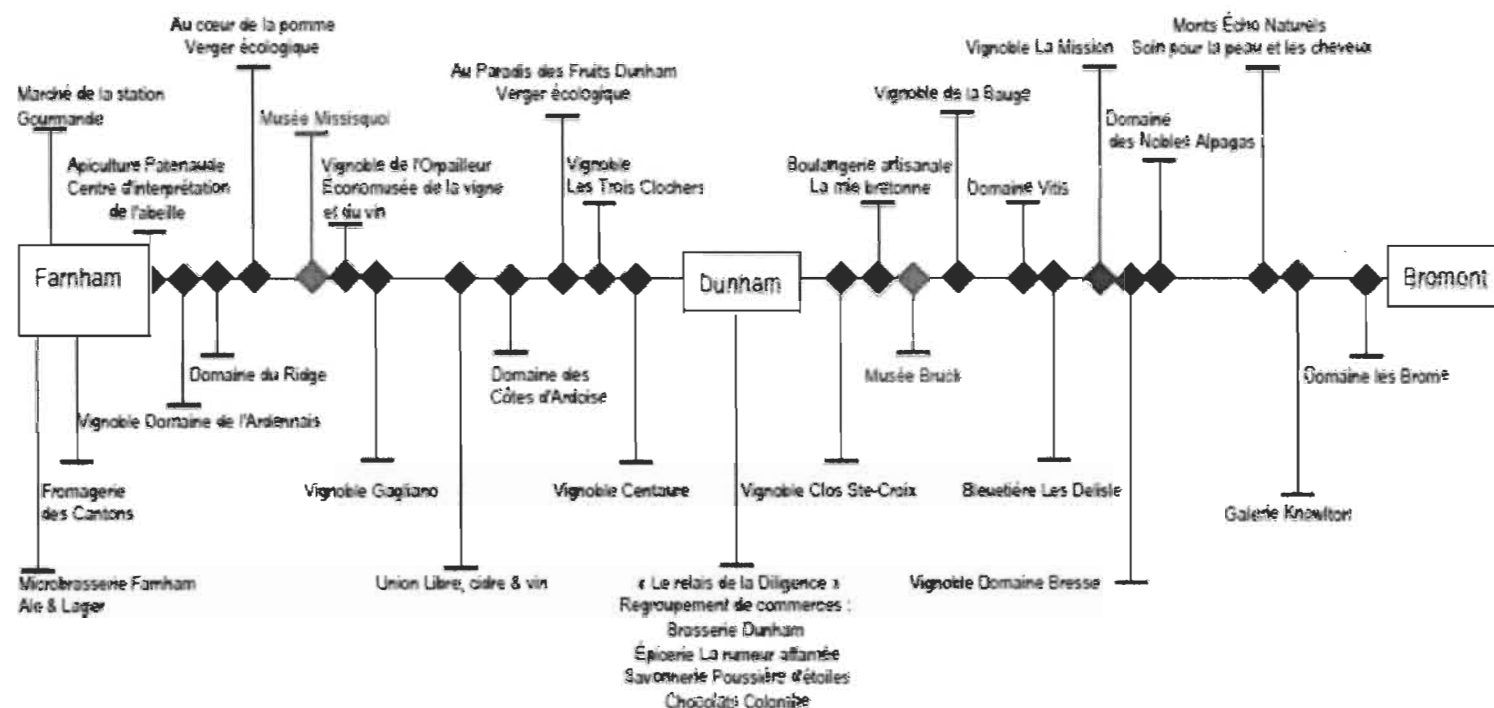 Au cœur de la pomme
Verger écologique
Monts Écho Naturels
Soin pour la peau et les cheveux
Vignoble La Mission
Au Paradis des Fruits Dunham
Verger écologique
Marché de la station
Gourmande
Vignoble de la Bauge
Musée Missisquoi
Domaine
des Nobles Alpagas
Apiculture Patenaude
Centre d'interprétation
de l'abeille
Vignoble de l'Orpailleur
Économusée de la vigne
et du vin
Vignoble
Les Trois Clochers
Boulangerie artisanale
La mie bretonne
Domaine Vitis
Farnham
Dunham
Bromont
Domaine du Ridge
Domaine des
Côtes d'Ardoise
Musée Bruck
Domaine les Brome
Vignoble Domaine de l'Ardennais
Fromagerie
des Cantons
Vignoble Gagliano
Vignoble Centaure
Vignoble Clos Ste-Croix
Bleuetière Les Delisle
Galerie Knowlton
Microbrasserie Farnham
Ale & Lager
Union Libre, cidre & vin
« Le relais de la Diligence »
Regroupement de commerces :
Brasserie Dunham
Épicerie La rumeur affamée
Savonnerie Poussière d'étoiles
Chocolats Colombe
Vignoble Domaine Bresse